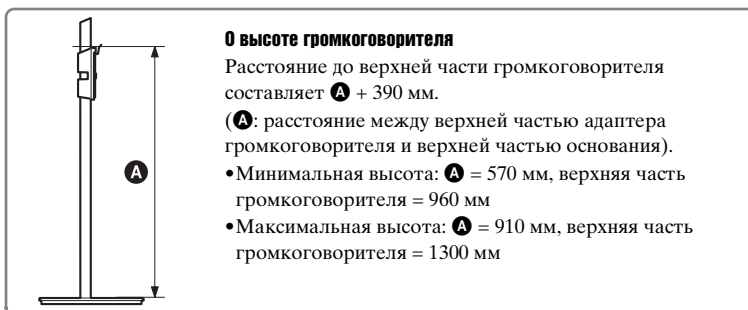 О высоте громкоговорителя
Расстояние до верхней части громкоговорителя
составляет A + 390 мм.
(A: расстояние между верхней частью адаптера
громкоговорителя и верхней частью основания).
•Минимальная высота: A = 570 мм, верхняя часть
громкоговорителя = 960 мм
•Максимальная высота: A = 910 мм, верхняя часть
громкоговорителя = 1300 мм
A